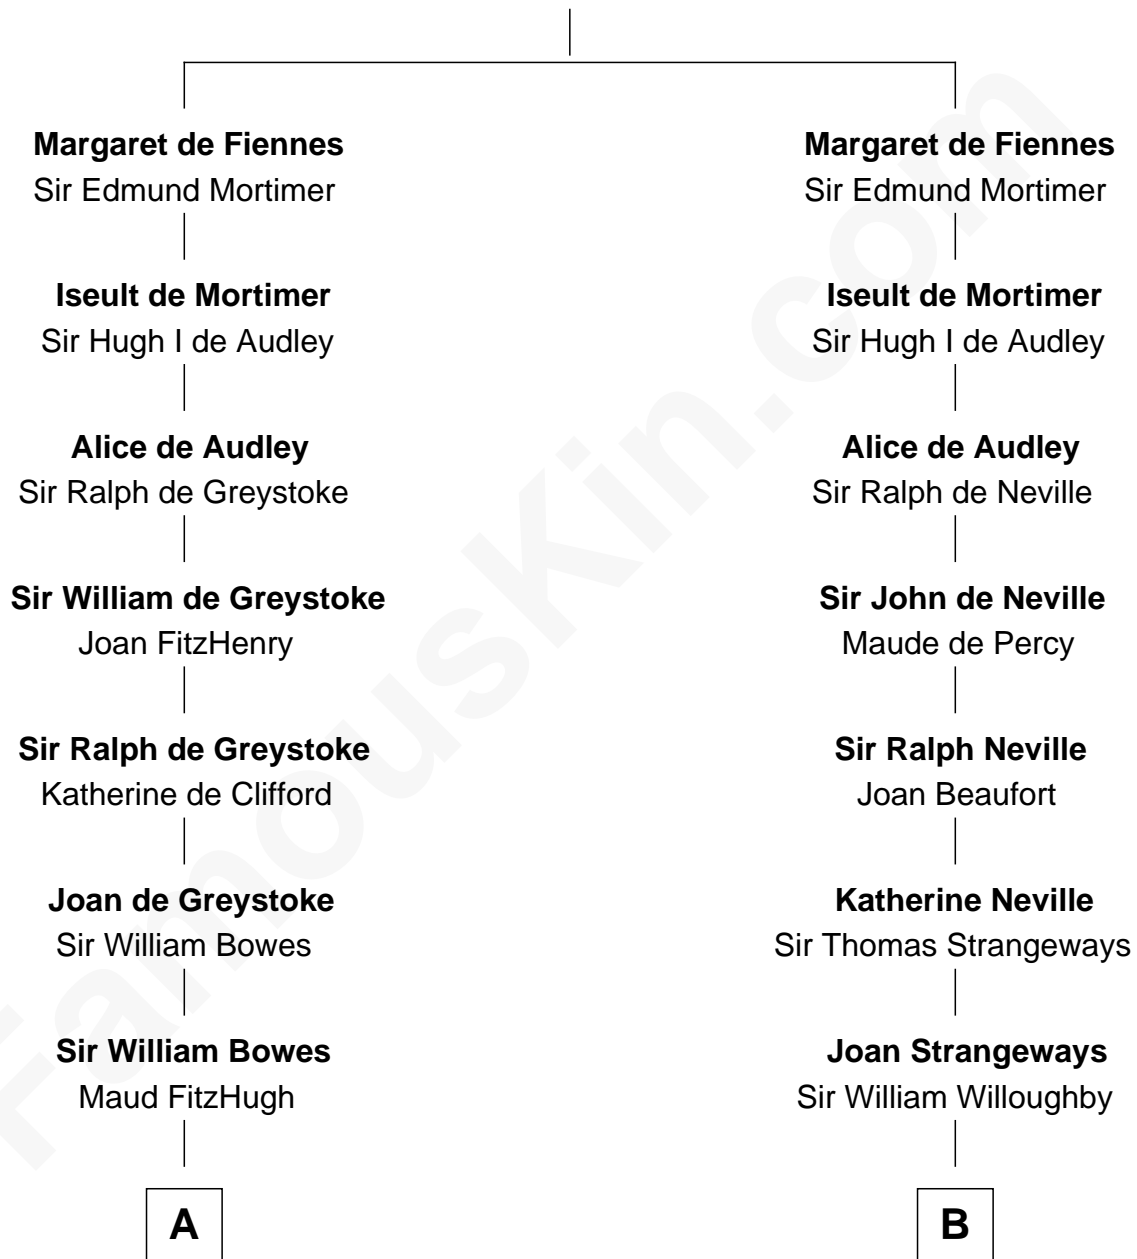 Margaret de Fiennes
Sir Edmund Mortimer
Iseult de Mortimer
Sir Hugh I de Audley
Alice de Audley
Sir Ralph de Greystoke
Sir William de Greystoke
Joan FitzHenry
Sir Ralph de Greystoke
Katherine de Clifford
Joan de Greystoke
Sir William Bowes
Sir William Bowes
Maud FitzHugh
A
Margaret de Fiennes
Sir Edmund Mortimer
Iseult de Mortimer
Sir Hugh I de Audley
Alice de Audley
Sir Ralph de Neville
Sir John de Neville
Maude de Percy
Sir Ralph Neville
Joan Beaufort
Katherine Neville
Sir Thomas Strangeways
Joan Strangeways
Sir William Willoughby
B
FamousKin.com